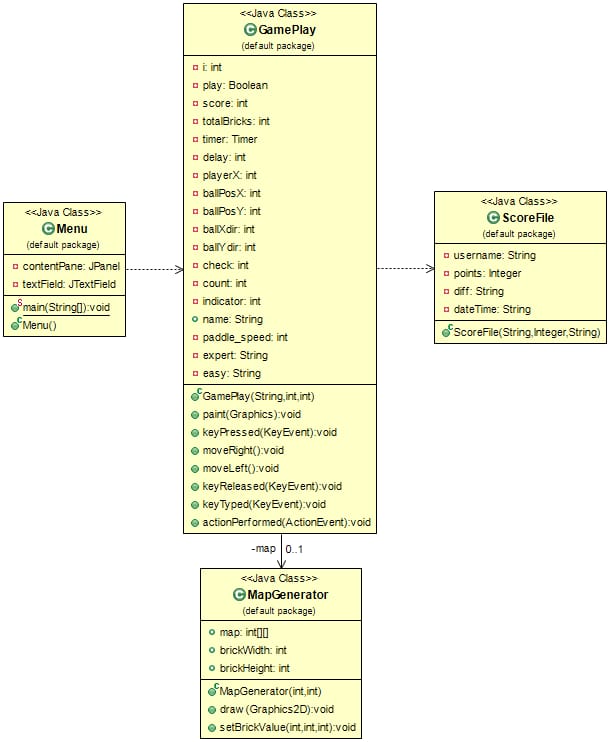 <<Java Class>>
GamePlay
(default package)
i: int
play: Boolean
score: int
totalBricks: int
timer: Timer
delay: int
playerX: int
ballPosX: int
ballPosY: int
ballXdir: int
ballYdir: int
check: int
count: int
indicator: int
name: String
paddle_speed: int
expert: String
easy: String
GamePlay(String,int,int)
paint(Graphics):void
keyPressed(KeyEvent):void
moveRight():void
moveLeft():void
keyReleased(KeyEvent):void
keyTyped(KeyEvent):void
actionPerformed(ActionEvent):void
<<Java Class>>
Menu
(default package)
contentPane: JPanel
textField: JTextField
main(String[]):void
Menu()
<<Java Class>>
ScoreFile
(default package)
username: String
points: Integer
diff: String
dateTime: String
ScoreFile(String,Integer,String)
-map 0..1
<<Java Class>>
MapGenerator
(default package)
map: int[][]
brickWidth: int
brickHeight: int
MapGenerator(int,int)
draw(Graphics2D):void
setBrickValue(int,int,int):void